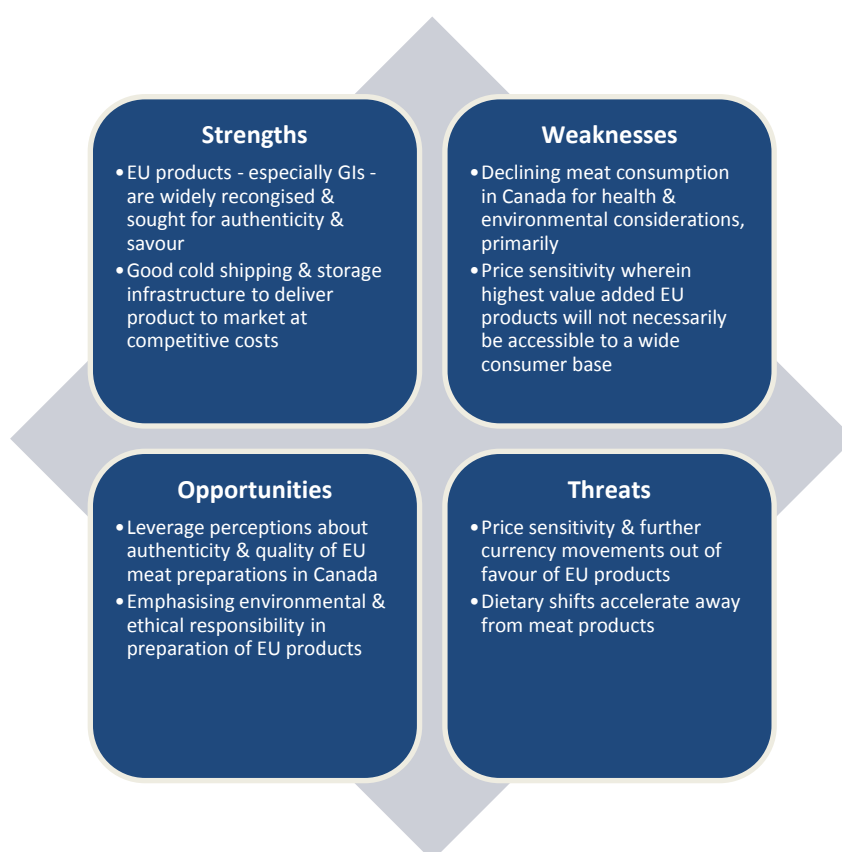 Strengths
•EU products - especially GIs -
are widely recongised &
sought for authenticity &
savour
•Good cold shipping & storage
infrastructure to deliver
product to market at
competitive costs
Weaknesses
•Declining meat consumption
in Canada for health &
environmental considerations,
primarily
•Price sensitivity wherein
highest value added EU
products will not necessarily
be accessible to a wide
consumer base
Opportunities
•Leverage perceptions about
authenticity & quality of EU
meat preparations in Canada
•Emphasising environmental &
ethical responsibility in
preparation of EU products
Threats
•Price sensitivity & further
currency movements out of
favour of EU products
•Dietary shifts accelerate away
from meat products